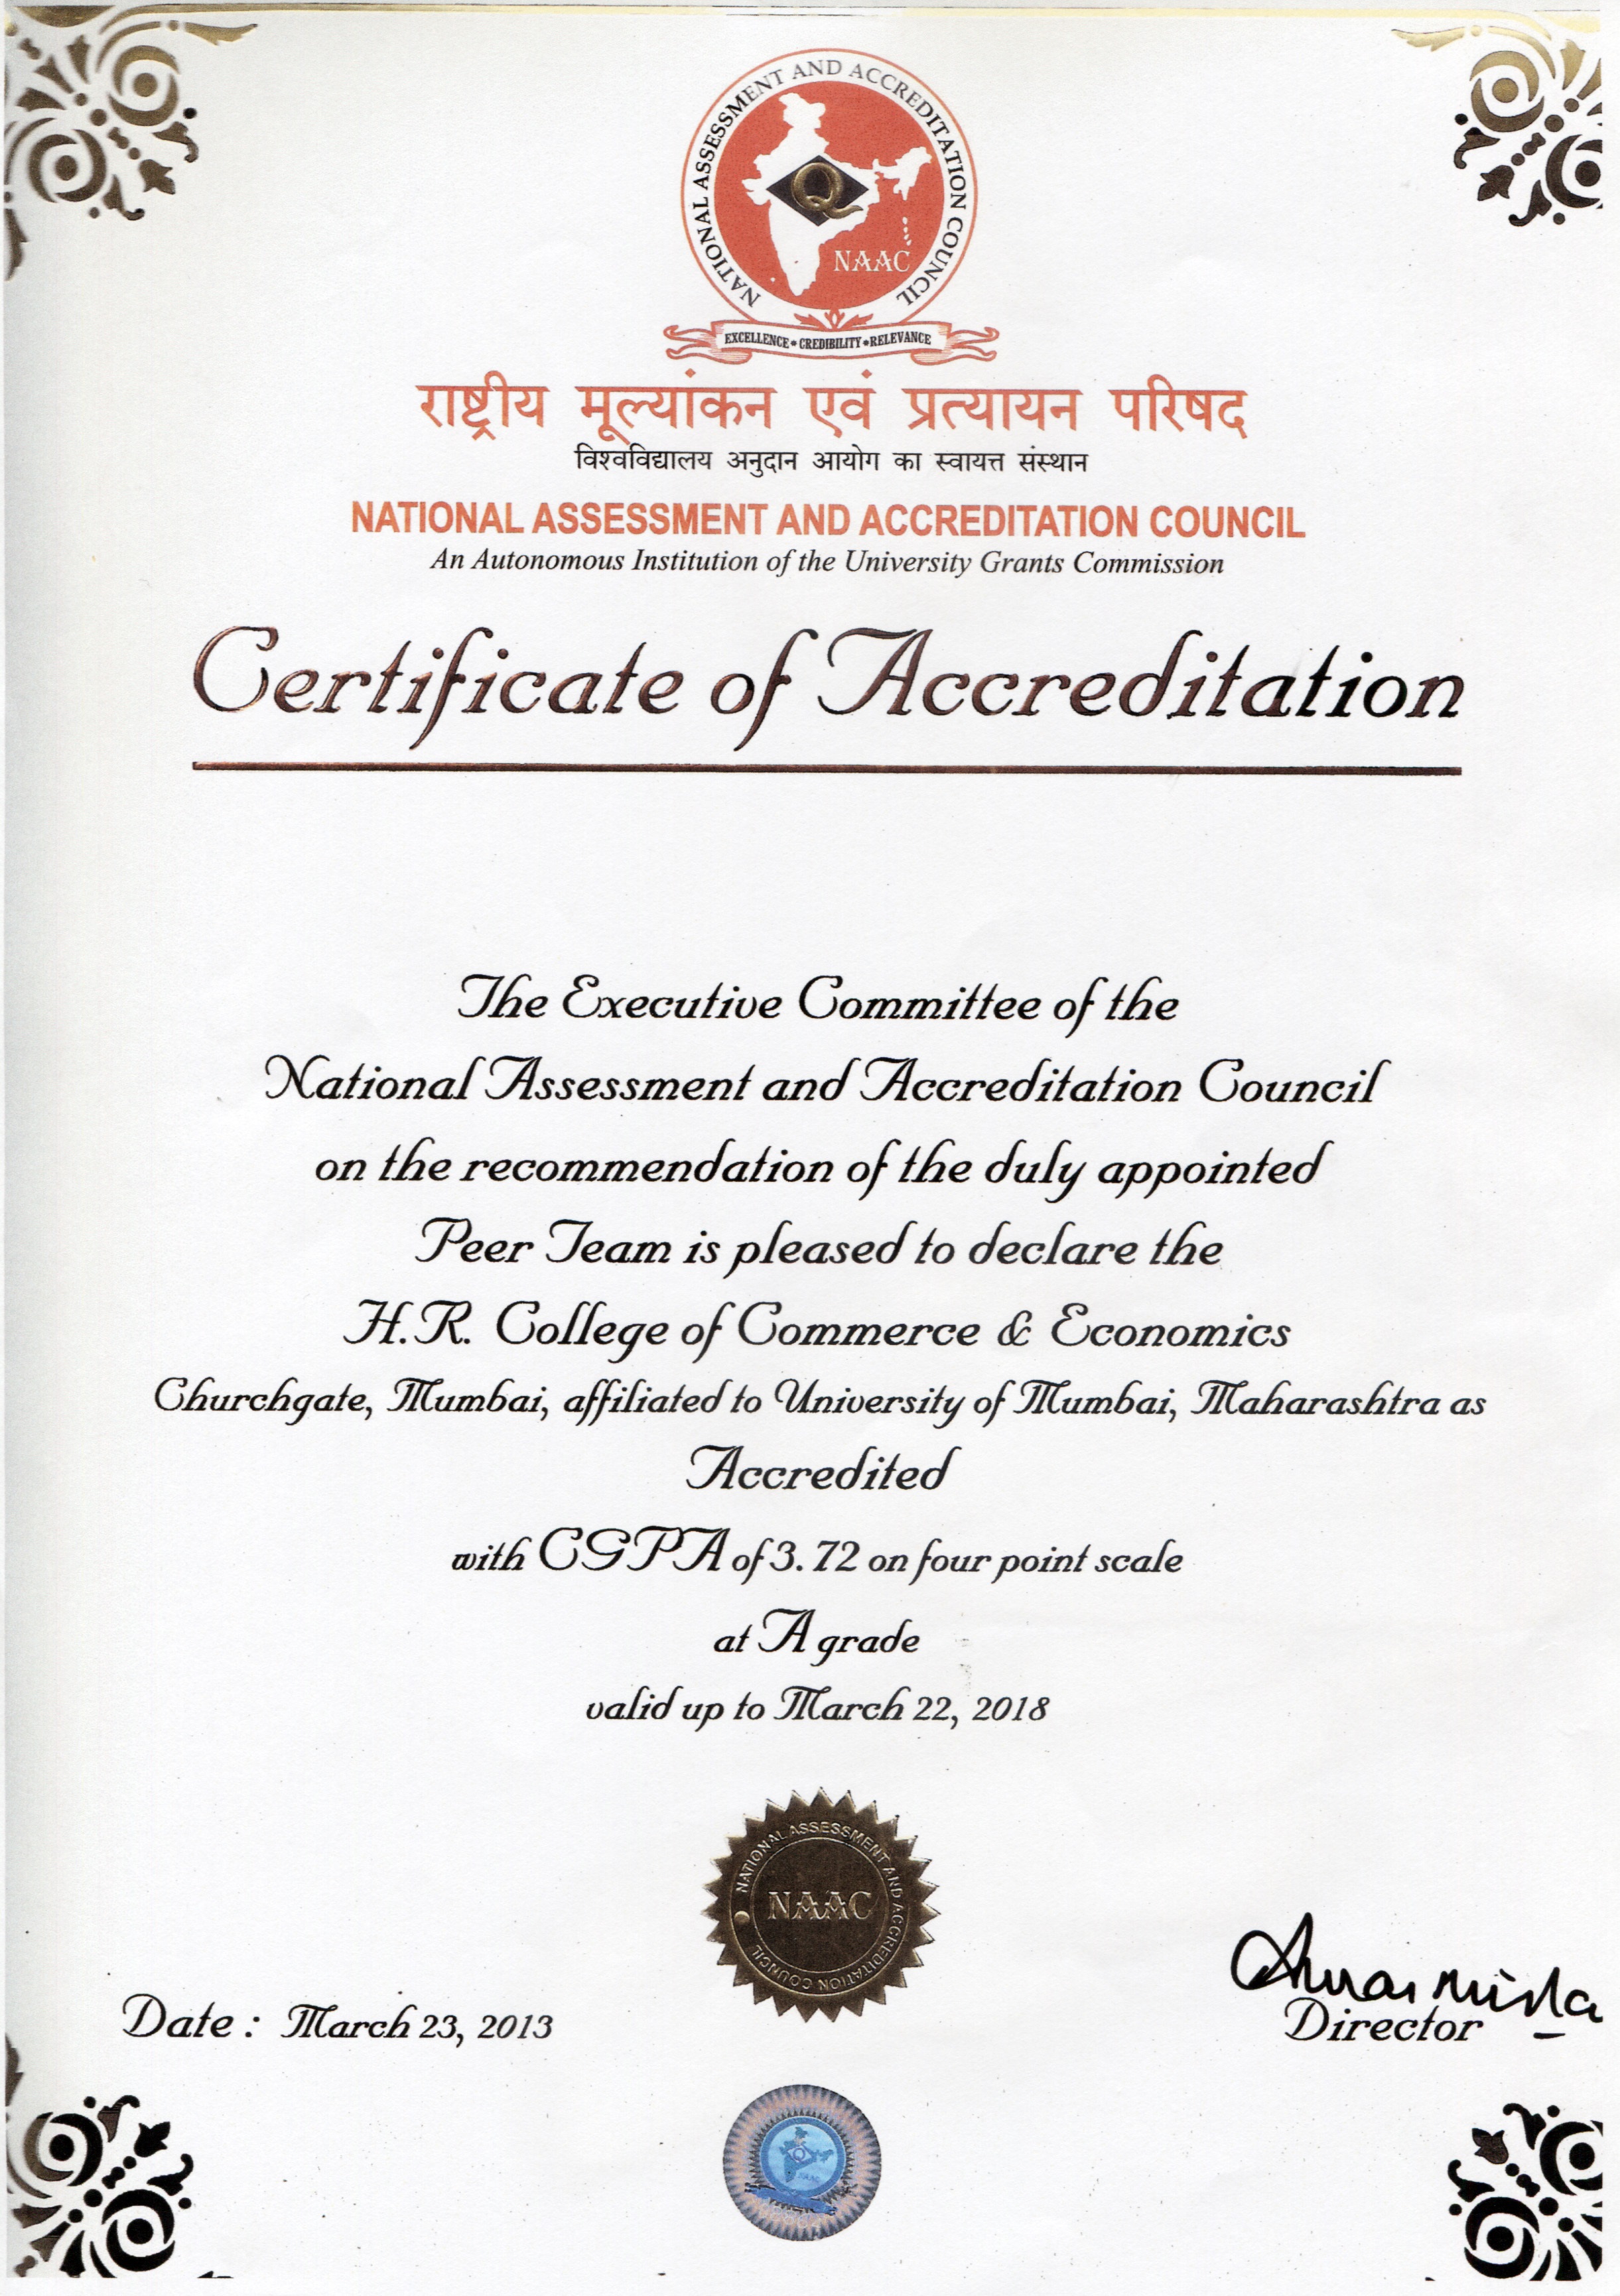 NATIONAL ASSESSMENT AND ACCREDITATION COUNCIL
Q
NAAC
EXCELLENCE • CREDIBILITY • RELEVANCE
राष्ट्रीय मूल्यांकन एवं प्रत्यायन परिषद
विश्वविद्यालय अनुदान आयोग का स्वायत्त संस्थान
NATIONAL ASSESSMENT AND ACCREDITATION COUNCIL
An Autonomous Institution of the University Grants Commission
Certificate of Accreditation
The Executive Committee of the
National Assessment and Accreditation Council
on the recommendation of the duly appointed
Peer Team is pleased to declare the
H.R. College of Commerce & Economics
Churchgate, Mumbai, affiliated to University of Mumbai, Maharashtra as
Accredited
with CGPA of 3.72 on four point scale
at A grade
valid up to March 22, 2018
NATIONAL ASSESSMENT AND ACCREDITATION COUNCIL
NAAC
Date : March 23, 2013
Director